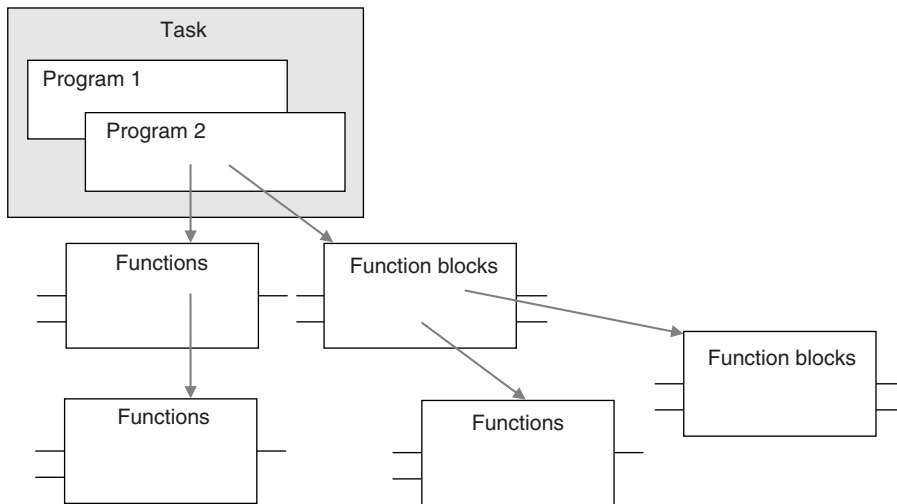 Task
Program 1
Program 2
Functions
Function blocks
Function blocks
Functions
Functions